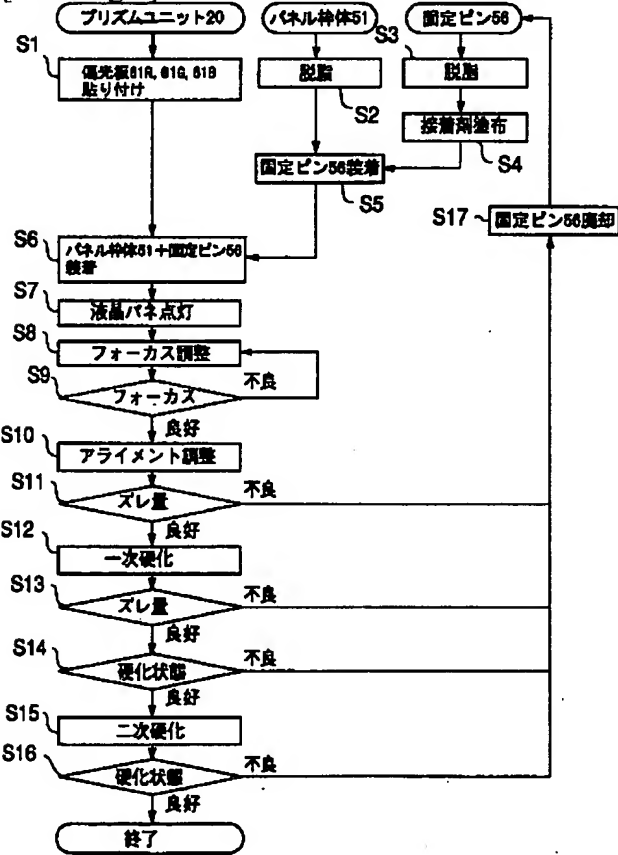 プリズムユニット20
パネル枠体51
固定ピン56
S1
偏光板61R, 61G, 61B
貼り付け
S2
脱脂
S3
脱脂
S4
接着剤塗布
S5
固定ピン56装着
S6
パネル枠体51+固定ピン56
装着
S7
液晶パネ点灯
S8
フォーカス調整
S9
フォーカス
不良
良好
S10
アライメント調整
S11
ズレ量
不良
良好
S12
一次硬化
S13
ズレ量
不良
良好
S14
硬化状態
不良
良好
S15
二次硬化
S16
硬化状態
不良
良好
終了
S17
固定ピン56廃却